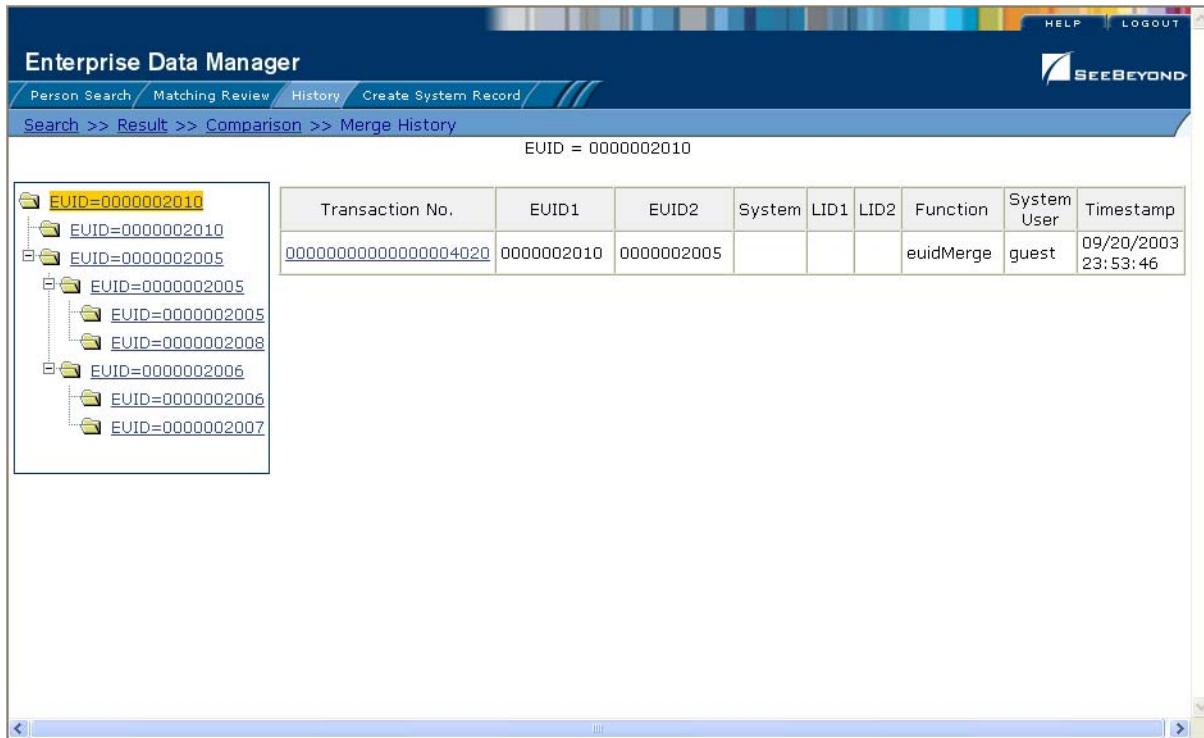 HELP LOGOUT
Enterprise Data Manager
SEEBEYOND
Person Search Matching Review History Create System Record
Search >> Result >> Comparison >> Merge History
EUID = 0000002010
EUID=0000002010
EUID=0000002010
EUID=0000002005
EUID=0000002005
EUID=0000002005
EUID=0000002008
EUID=0000002006
EUID=0000002006
EUID=0000002007
Transaction No. EUID1 EUID2 System LID1 LID2 Function System User Timestamp
00000000000000004020 0000002010 0000002005 euidMerge guest 09/20/2003 23:53:46